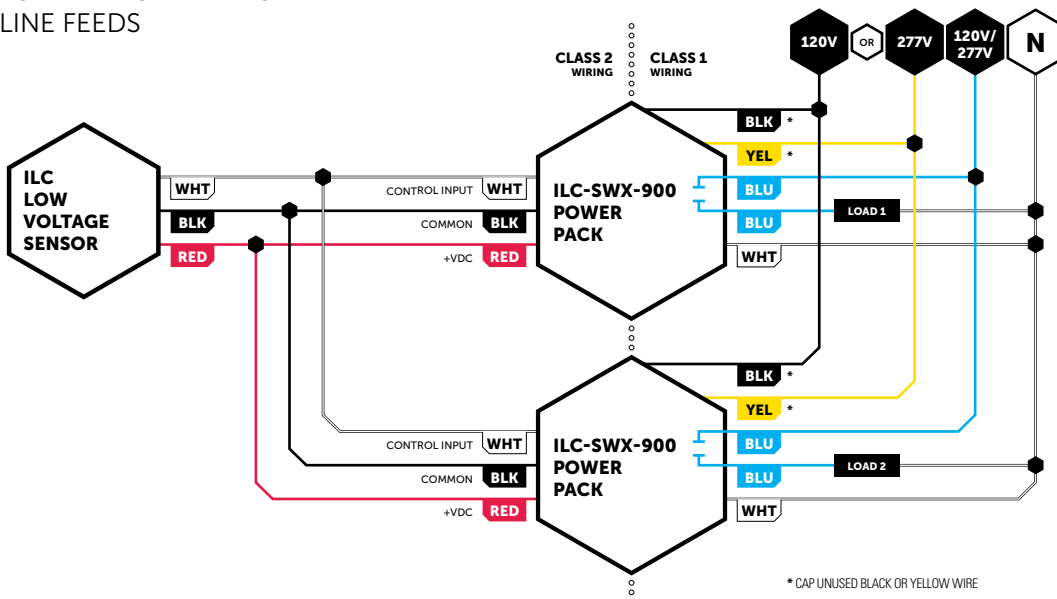 LINE FEEDS
CLASS 2
WIRING
CLASS 1
WIRING
120V
OR
277V
120V/
277V
N
ILC
LOW
VOLTAGE
SENSOR
WHT
BLK
RED
CONTROL INPUT WHT
COMMON BLK
+VDC RED
ILC-SWX-900
POWER
PACK
BLK *
YEL *
BLU
BLU
WHT
LOAD 1
CONTROL INPUT WHT
COMMON BLK
+VDC RED
ILC-SWX-900
POWER
PACK
BLK *
YEL *
BLU
BLU
WHT
LOAD 2
* CAP UNUSED BLACK OR YELLOW WIRE